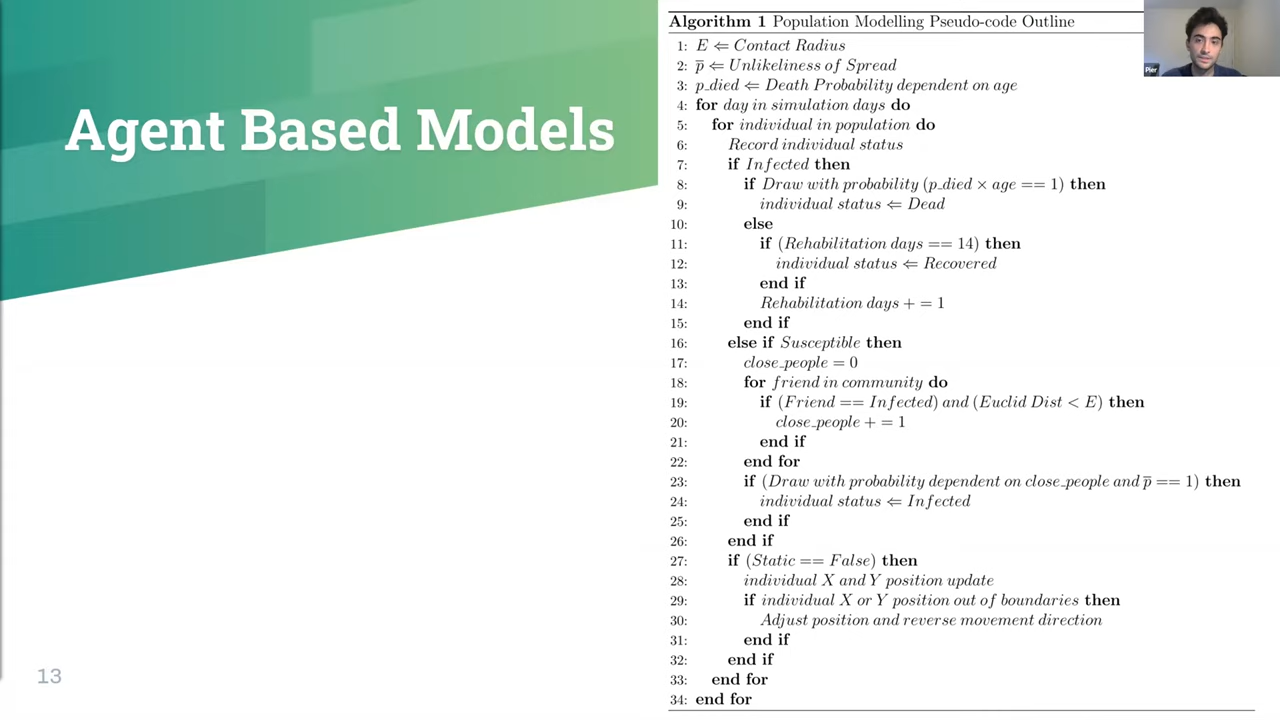 Agent Based Models
13
Algorithm 1 Population Modelling Pseudo-code Outline
1: E ⇐ Contact Radius
2: p̅ ⇐ Unlikeliness of Spread
3: p_died ⇐ Death Probability dependent on age
4: for day in simulation days do
5: for individual in population do
6: Record individual status
7: if Infected then
8: if Draw with probability (p_died × age == 1) then
9: individual status ⇐ Dead
10: else
11: if (Rehabilitation days == 14) then
12: individual status ⇐ Recovered
13: end if
14: Rehabilitation days + = 1
15: end if
16: else if Susceptible then
17: close_people = 0
18: for friend in community do
19: if (Friend == Infected) and (Euclid Dist < E) then
20: close_people + = 1
21: end if
22: end for
23: if (Draw with probability dependent on close_people and p̅ == 1) then
24: individual status ⇐ Infected
25: end if
26: end if
27: if (Static == False) then
28: individual X and Y position update
29: if individual X or Y position out of boundaries then
30: Adjust position and reverse movement direction
31: end if
32: end if
33: end for
34: end for
Pier